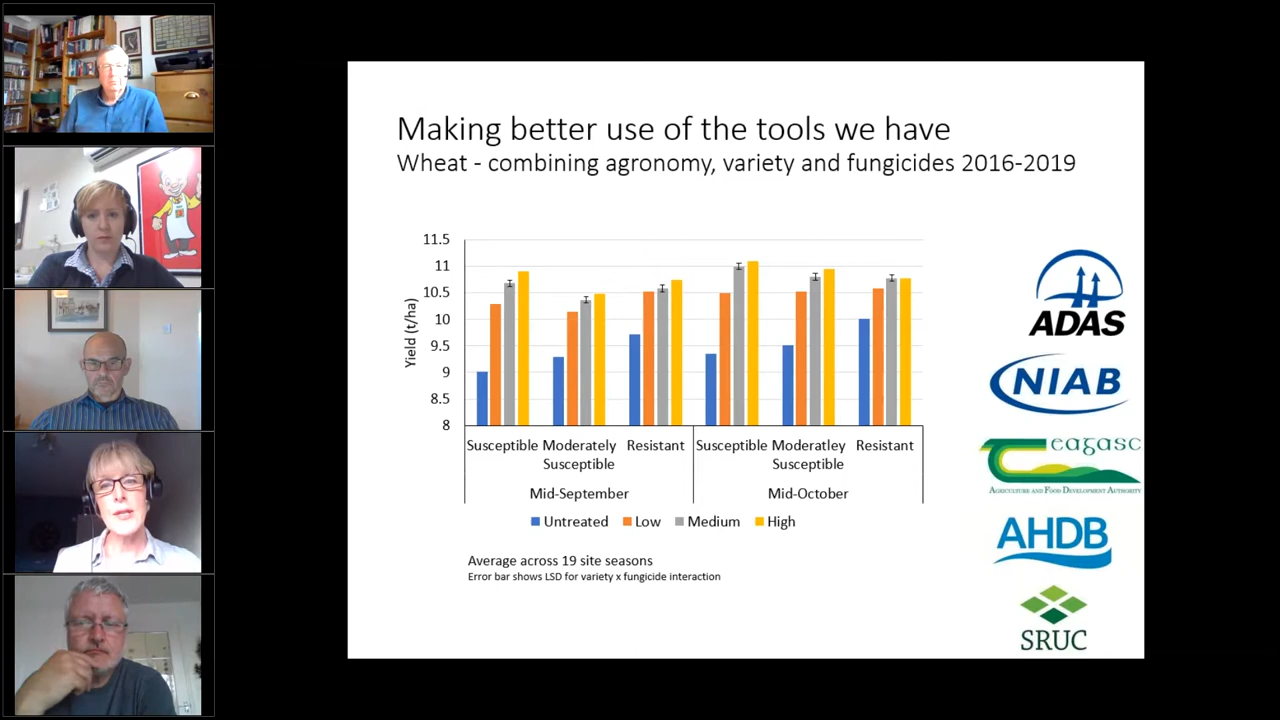 Making better use of the tools we have
Wheat - combining agronomy, variety and fungicides 2016-2019
11.5
11
10.5
10
9.5
9
8.5
8
Yield (t/ha)
Susceptible Moderately Susceptible Resistant Susceptible Moderatley Susceptible Resistant
Mid-September Mid-October
Untreated Low Medium High
Average across 19 site seasons
Error bar shows LSD for variety x fungicide interaction
ADAS
NIAB
Teagasc
AGRICULTURE AND FOOD DEVELOPMENT AUTHORITY
AHDB
SRUC